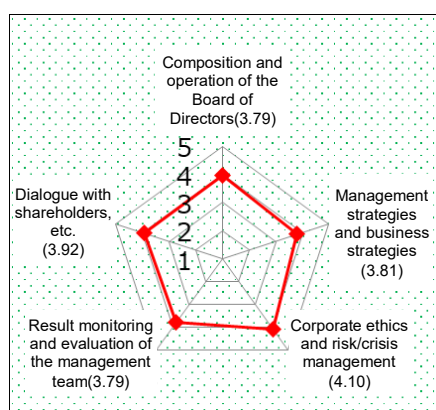 Composition and
operation of the
Board of
Directors(3.79)
5
4
3
2
1
Dialogue with
shareholders,
etc.
(3.92)
Management
strategies
and business
strategies
(3.81)
Result monitoring
and evaluation of
the management
team(3.79)
Corporate ethics
and risk/crisis
management
(4.10)